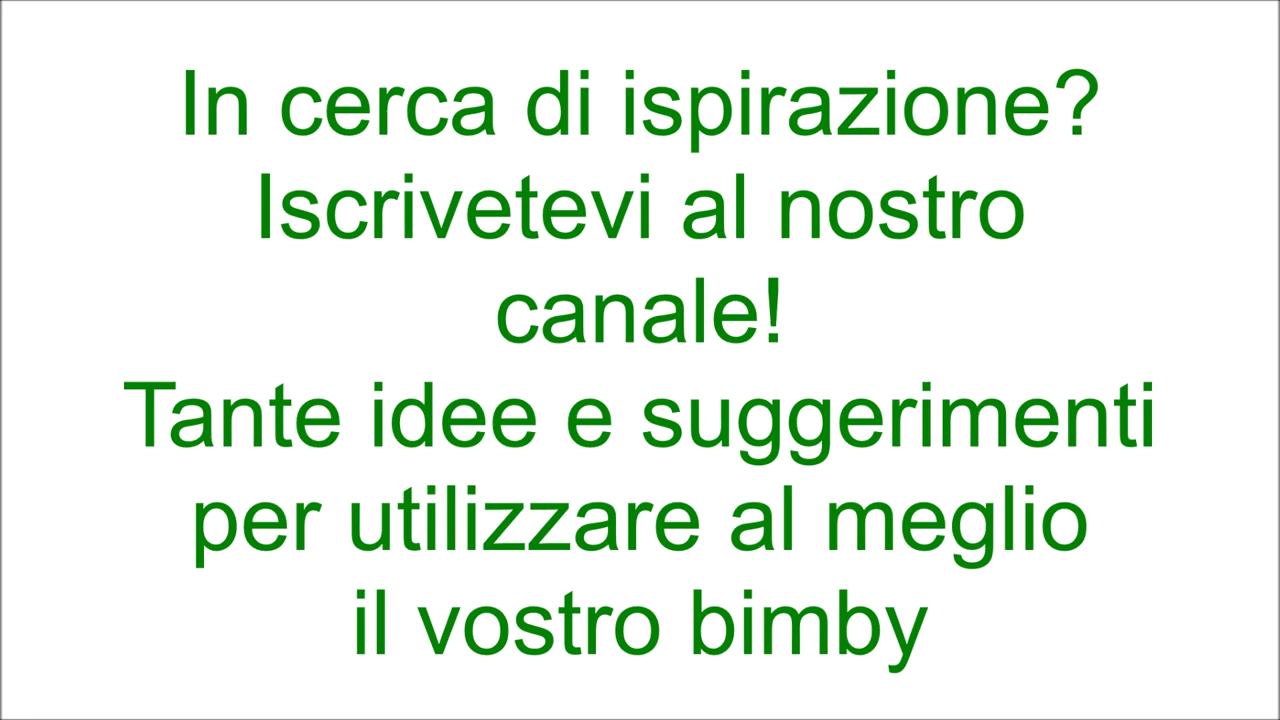 In cerca di ispirazione?
Iscrivetevi al nostro
canale!
Tante idee e suggerimenti
per utilizzare al meglio
il vostro bimby